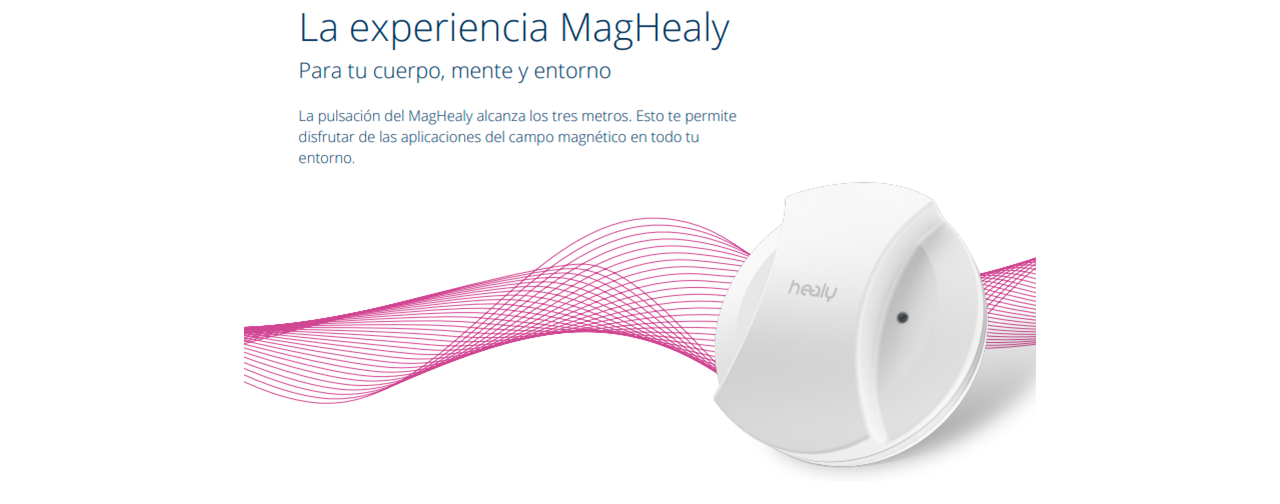 La experiencia MagHealy
Para tu cuerpo, mente y entorno
La pulsación del MagHealy alcanza los tres metros. Esto te permite
disfrutar de las aplicaciones del campo magnético en todo tu
entorno.
healy